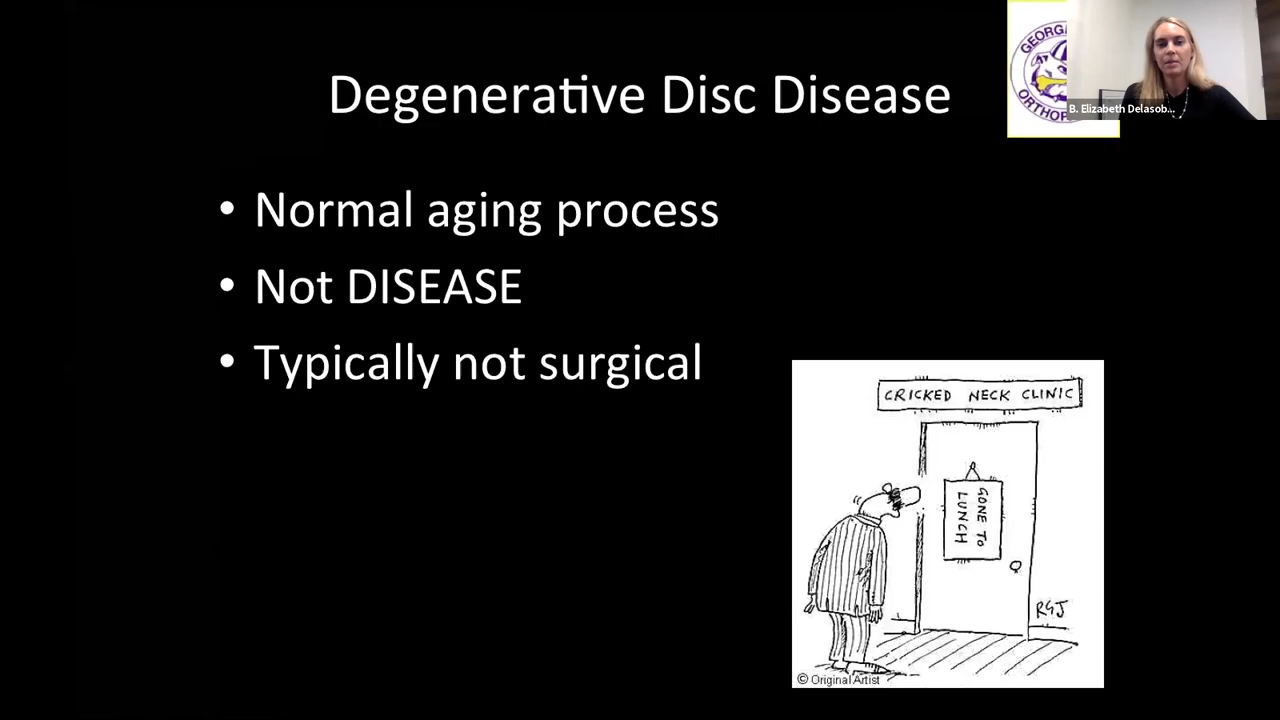 Degenerative Disc Disease
B. Elizabeth Delasob...
• Normal aging process
• Not DISEASE
• Typically not surgical
CRICKED NECK CLINIC
GONE TO
LUNCH
RGJ
© Original Artist